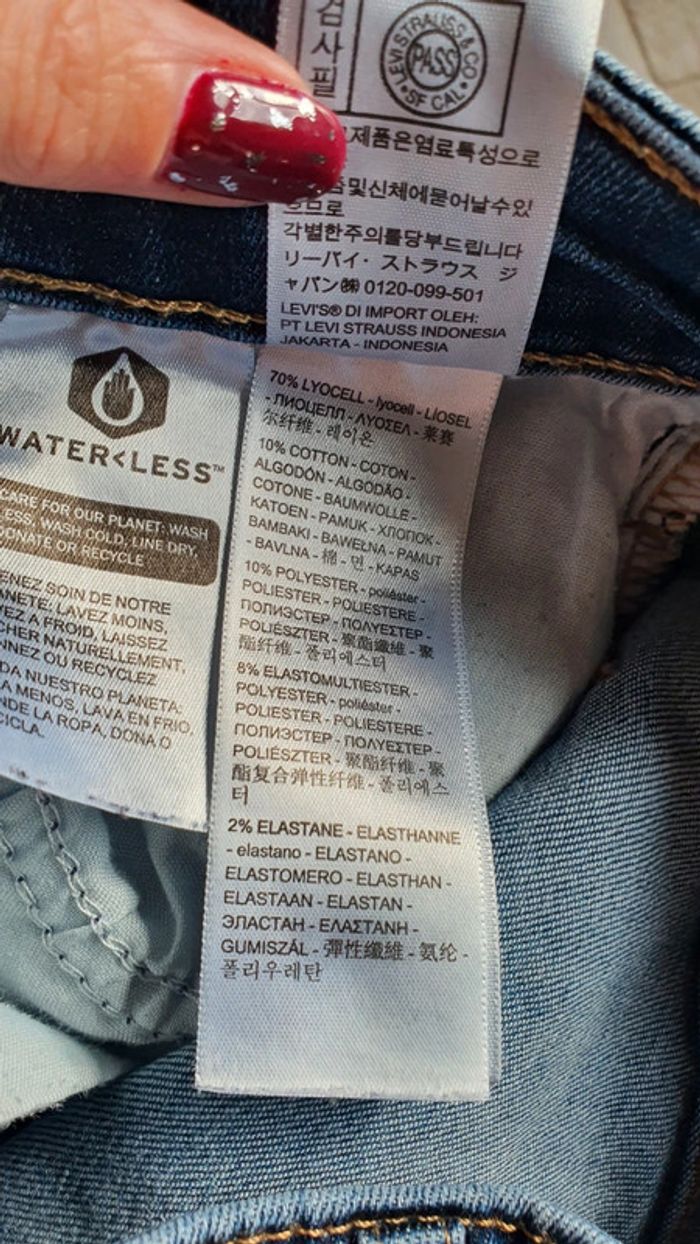 검
사
필
LEVI STRAUSS & CO
PASS
SF CAL
제품은염료특성으로
및신체에묻어날수있
으므로
각별한주의를당부드립니다
リーバイ・ストラウス ジ
ャパン㈱ 0120-099-501
LEVI'S® DI IMPORT OLEH:
PT LEVI STRAUSS INDONESIA
JAKARTA - INDONESIA
WATER<LESS™
CARE FOR OUR PLANET: WASH
ESS, WASH COLD, LINE DRY,
DONATE OR RECYCLE
ENEZ SOIN DE NOTRE
ANÈTE: LAVEZ MOINS,
VEZ A FROID, LAISSEZ
CHER NATURELLEMENT,
NNEZ OU RECYCLEZ
DA NUESTRO PLANETA:
A MENOS, LAVA EN FRIO,
NDE LA ROPA, DONA O
CICLA.
70% LYOCELL - lyocell - LIOSEL
- ЛИОЦЕЛЛ - ΛΥΟΣΕΛ - 莱赛
尔纤维 - 레이온
10% COTTON - COTON -
ALGODÓN - ALGODÃO -
COTONE - BAUMWOLLE -
KATOEN - PAMUK - ХЛОПОК -
BAMBAKI - BAWEŁNA - PAMUT
- BAVLNA - 棉 - 면 - KAPAS
10% POLYESTER - poliéster -
POLIESTER - POLIESTERE -
ПОЛИЭСТЕР - ΠΟΛΥΕΣΤΕΡ -
POLIÉSZTER - 聚酯纖維 - 聚
酯纤维 - 폴리에스터
8% ELASTOMULTIESTER -
POLYESTER - poliéster -
POLIESTER - POLIESTERE -
ПОЛИЭСТЕР - ΠΟΛΥΕΣΤΕΡ -
POLIÉSZTER - 聚酯纤维 - 聚
酯复合弹性纤维 - 폴리에스
터
2% ELASTANE - ELASTHANNE
- elastano - ELASTANO -
ELASTOMERO - ELASTHAN -
ELASTAAN - ELASTAN -
ЭЛАСТАН - ΕΛΑΣΤΑΝΗ -
GUMISZÁL - 彈性纖維 - 氨纶 -
폴리우레탄